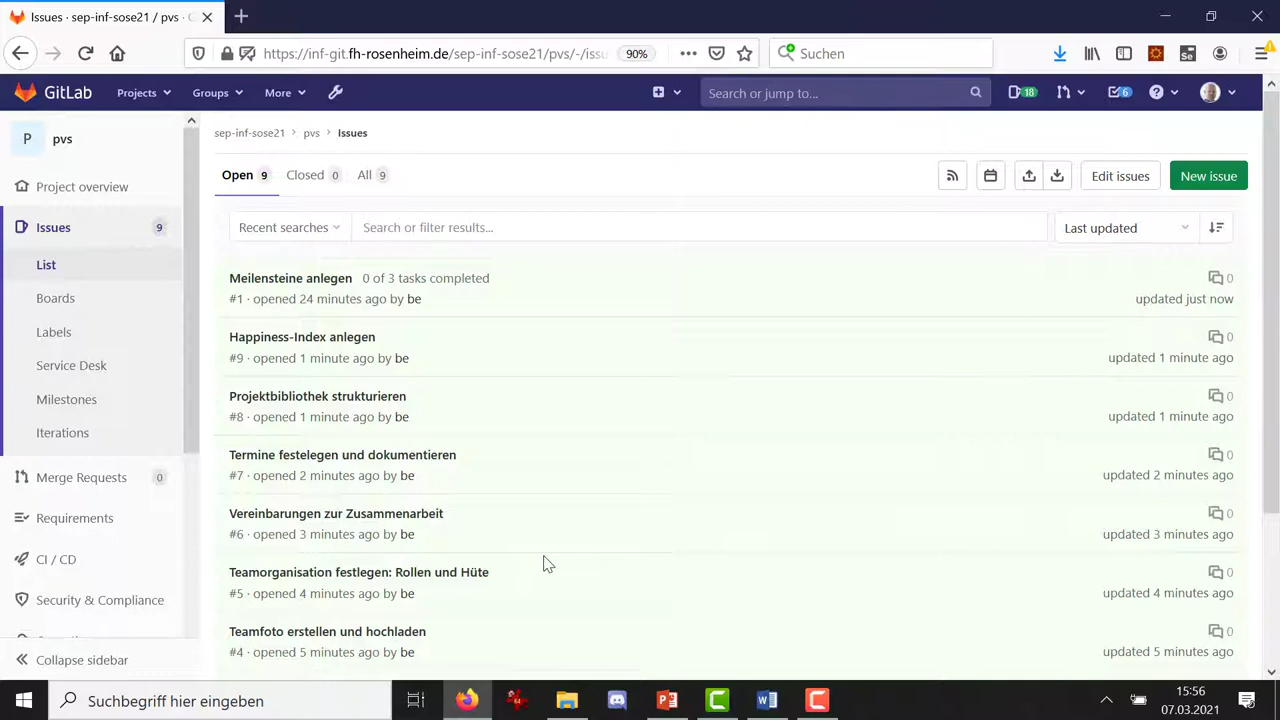 Issues · sep-inf-sose21 / pvs · G
https://inf-git.fh-rosenheim.de/sep-inf-sose21/pvs/-/issu
90%
Suchen
GitLab
Projects
Groups
More
Search or jump to...
18
6
P
pvs
sep-inf-sose21 › pvs › Issues
Project overview
Open 9
Closed 0
All 9
Edit issues
New issue
Issues
9
Recent searches
Search or filter results...
Last updated
List
Meilensteine anlegen 0 of 3 tasks completed
0
#1 · opened 24 minutes ago by be
updated just now
Boards
Labels
Happiness-Index anlegen
0
#9 · opened 1 minute ago by be
updated 1 minute ago
Service Desk
Milestones
Projektbibliothek strukturieren
0
#8 · opened 1 minute ago by be
updated 1 minute ago
Iterations
Termine festelegen und dokumentieren
0
#7 · opened 2 minutes ago by be
updated 2 minutes ago
Merge Requests
0
Requirements
Vereinbarungen zur Zusammenarbeit
0
#6 · opened 3 minutes ago by be
updated 3 minutes ago
CI / CD
Teamorganisation festlegen: Rollen und Hüte
0
#5 · opened 4 minutes ago by be
updated 4 minutes ago
Security & Compliance
Teamfoto erstellen und hochladen
0
#4 · opened 5 minutes ago by be
updated 5 minutes ago
Collapse sidebar
Suchbegriff hier eingeben
15:56
07.03.2021